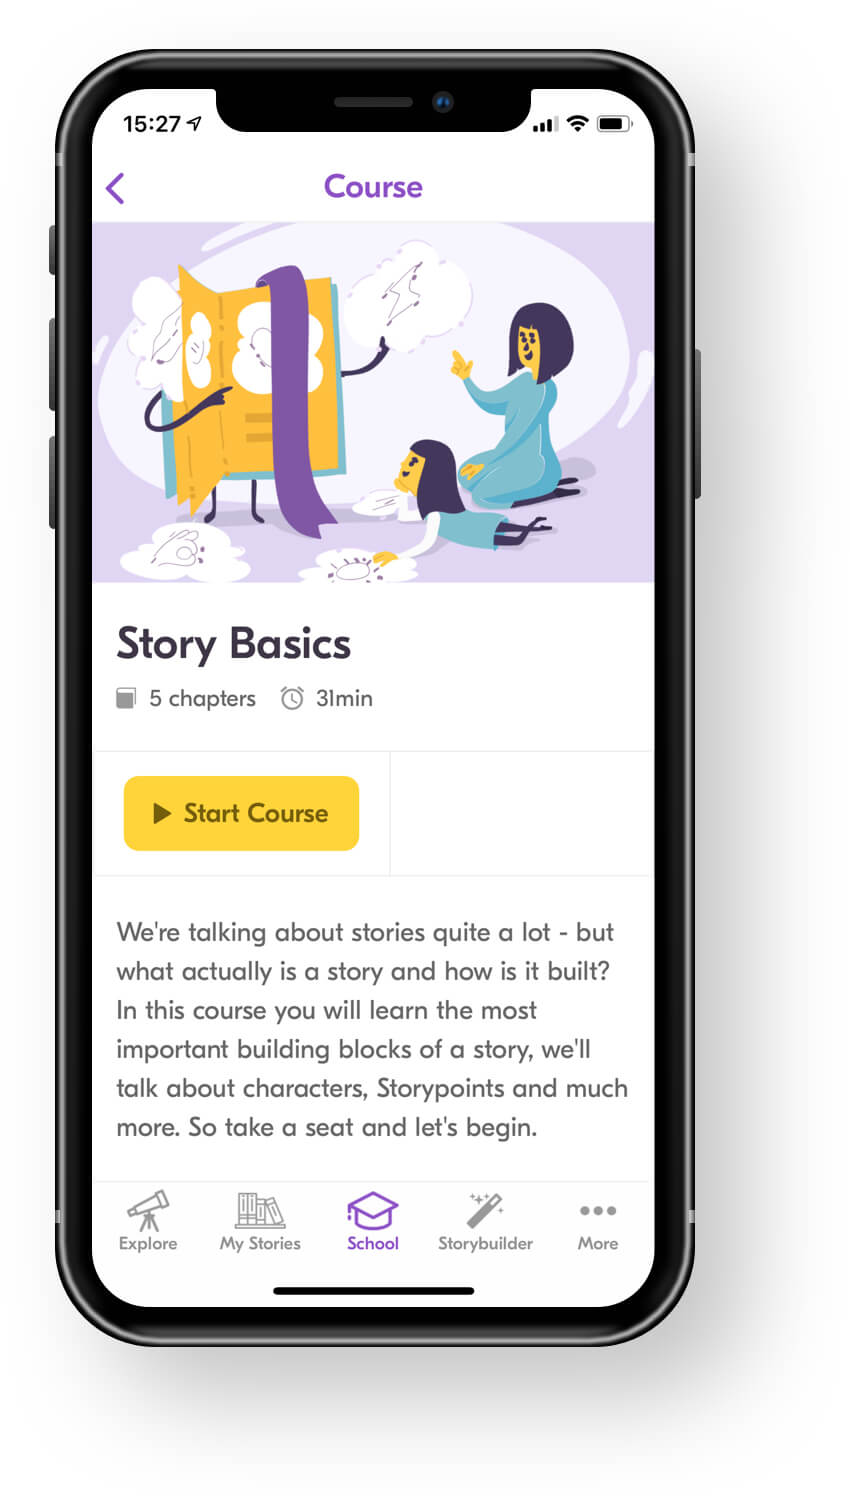 15:27
Course
Story Basics
5 chapters 31min
Start Course
We're talking about stories quite a lot - but
what actually is a story and how is it built?
In this course you will learn the most
important building blocks of a story, we'll
talk about characters, Storypoints and much
more. So take a seat and let's begin.
Explore My Stories School Storybuilder More